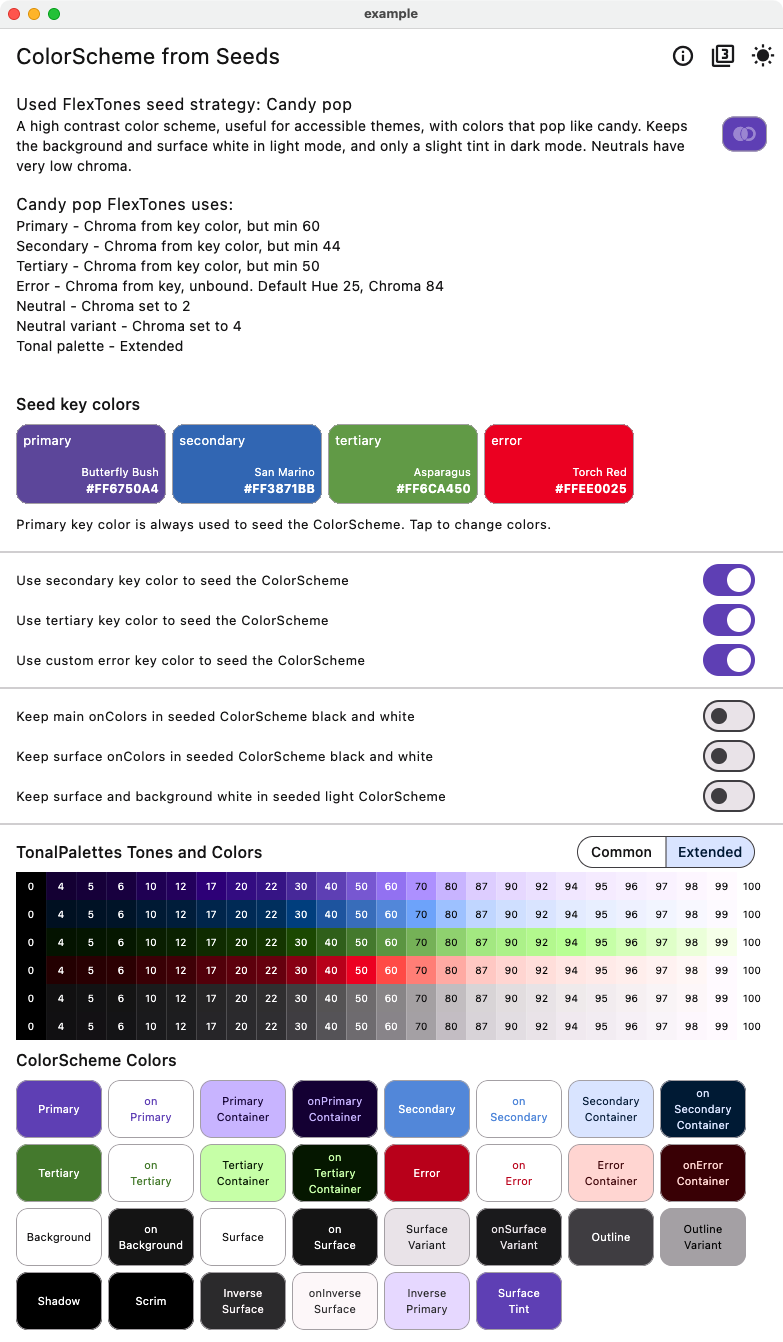 example
ColorScheme from Seeds
3
Used FlexTones seed strategy: Candy pop
A high contrast color scheme, useful for accessible themes, with colors that pop like candy. Keeps
the background and surface white in light mode, and only a slight tint in dark mode. Neutrals have
very low chroma.
Candy pop FlexTones uses:
Primary - Chroma from key color, but min 60
Secondary - Chroma from key color, but min 44
Tertiary - Chroma from key color, but min 50
Error - Chroma from key, unbound. Default Hue 25, Chroma 84
Neutral - Chroma set to 2
Neutral variant - Chroma set to 4
Tonal palette - Extended
Seed key colors
primary
Butterfly Bush
#FF6750A4
secondary
San Marino
#FF3871BB
tertiary
Asparagus
#FF6CA450
error
Torch Red
#FFEE0025
Primary key color is always used to seed the ColorScheme. Tap to change colors.
Use secondary key color to seed the ColorScheme
Use tertiary key color to seed the ColorScheme
Use custom error key color to seed the ColorScheme
Keep main onColors in seeded ColorScheme black and white
Keep surface onColors in seeded ColorScheme black and white
Keep surface and background white in seeded light ColorScheme
TonalPalettes Tones and Colors
Common Extended
0 4 5 6 10 12 17 20 22 30 40 50 60 70 80 87 90 92 94 95 96 97 98 99 100
0 4 5 6 10 12 17 20 22 30 40 50 60 70 80 87 90 92 94 95 96 97 98 99 100
0 4 5 6 10 12 17 20 22 30 40 50 60 70 80 87 90 92 94 95 96 97 98 99 100
0 4 5 6 10 12 17 20 22 30 40 50 60 70 80 87 90 92 94 95 96 97 98 99 100
0 4 5 6 10 12 17 20 22 30 40 50 60 70 80 87 90 92 94 95 96 97 98 99 100
0 4 5 6 10 12 17 20 22 30 40 50 60 70 80 87 90 92 94 95 96 97 98 99 100
ColorScheme Colors
Primary
on
Primary
Primary
Container
onPrimary
Container
Secondary
on
Secondary
Secondary
Container
on
Secondary
Container
Tertiary
on
Tertiary
Tertiary
Container
on
Tertiary
Container
Error
on
Error
Error
Container
onError
Container
Background
on
Background
Surface
on
Surface
Surface
Variant
onSurface
Variant
Outline
Outline
Variant
Shadow
Scrim
Inverse
Surface
onInverse
Surface
Inverse
Primary
Surface
Tint